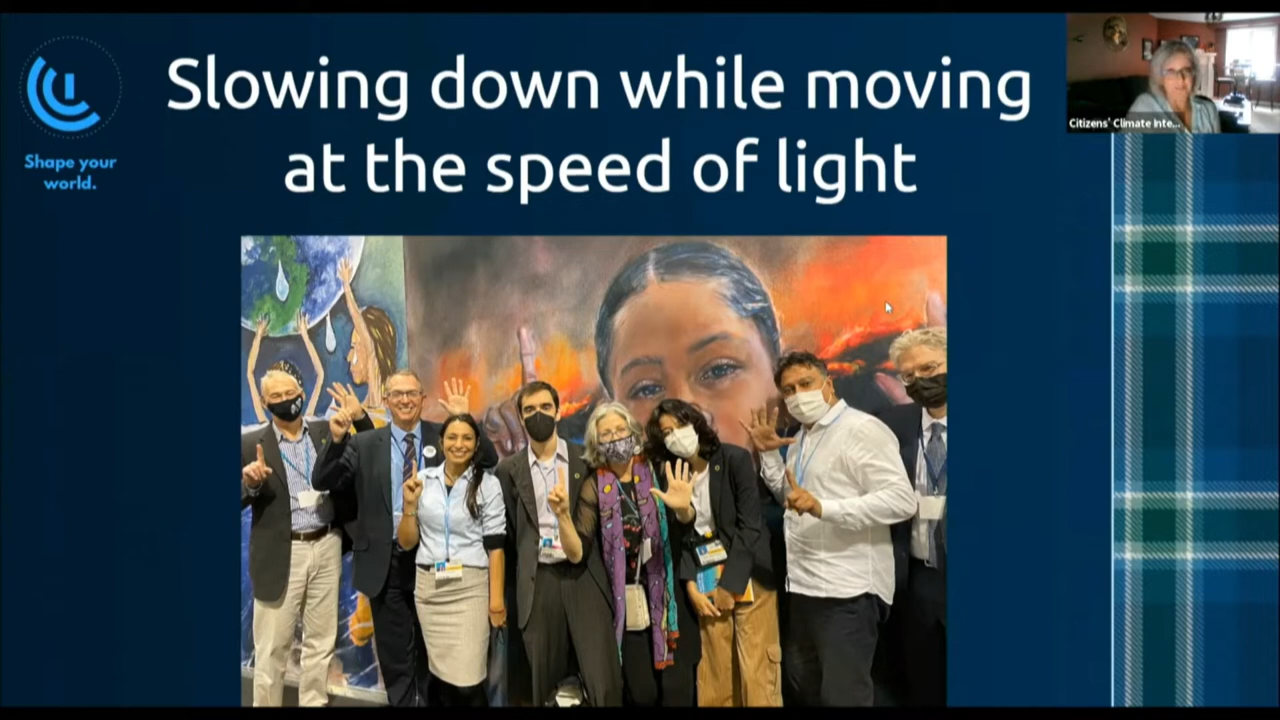 Slowing down while moving
at the speed of light
Shape your
world.
Citizens' Climate Inte...